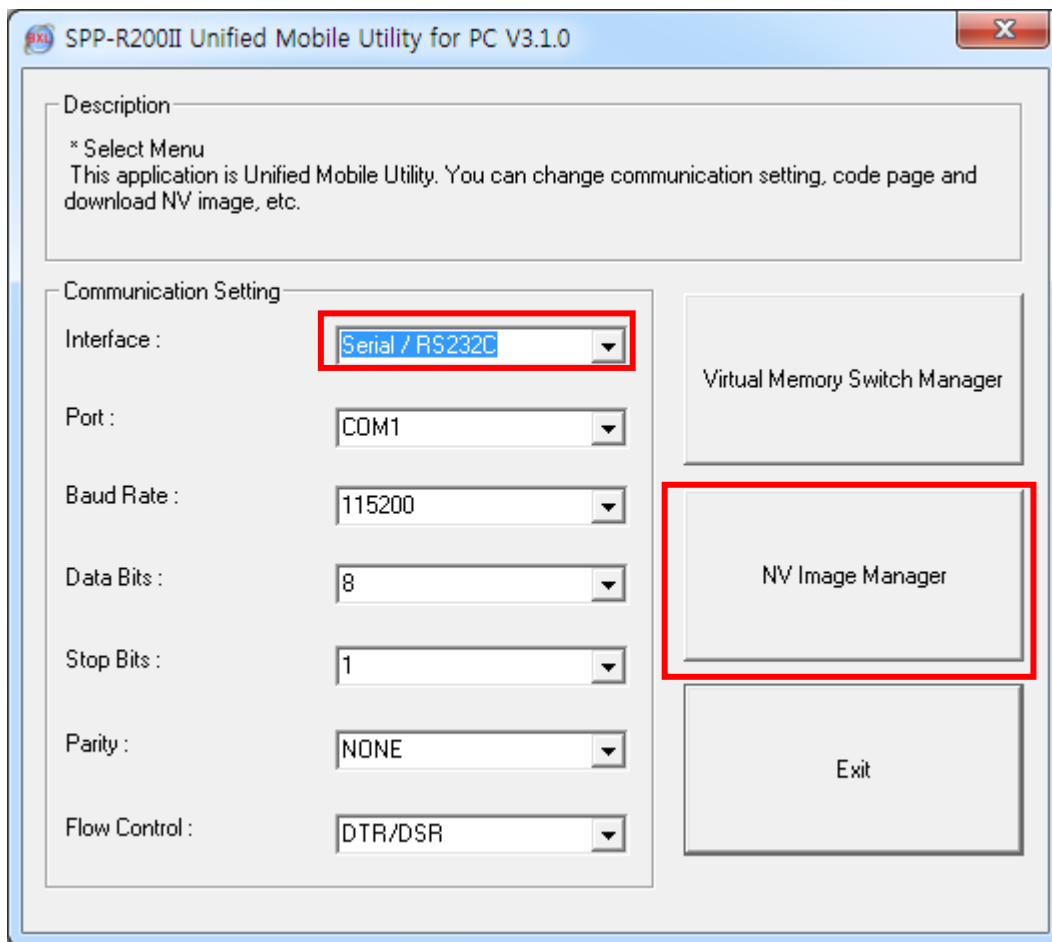 SPP-R200II Unified Mobile Utility for PC V3.1.0
Description
* Select Menu
This application is Unified Mobile Utility. You can change communication setting, code page and
download NV image, etc.
Communication Setting
Interface : Serial / RS232C
Port : COM1
Baud Rate : 115200
Data Bits : 8
Stop Bits : 1
Parity : NONE
Flow Control : DTR/DSR
Virtual Memory Switch Manager
NV Image Manager
Exit